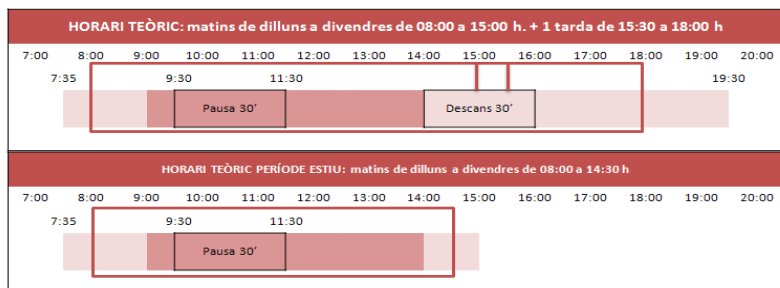 HORARI TEÒRIC: matins de dilluns a divendres de 08:00 a 15:00 h. + 1 tarda de 15:30 a 18:00 h
7:00 8:00 9:00 10:00 11:00 12:00 13:00 14:00 15:00 16:00 17:00 18:00 19:00 20:00
7:35 9:30 11:30 19:30
Pausa 30’ Descans 30’
HORARI TEÒRIC PERÍODE ESTIU: matins de dilluns a divendres de 08:00 a 14:30 h
7:00 8:00 9:00 10:00 11:00 12:00 13:00 14:00 15:00 16:00 17:00 18:00 19:00 20:00
7:35 9:30 11:30
Pausa 30’